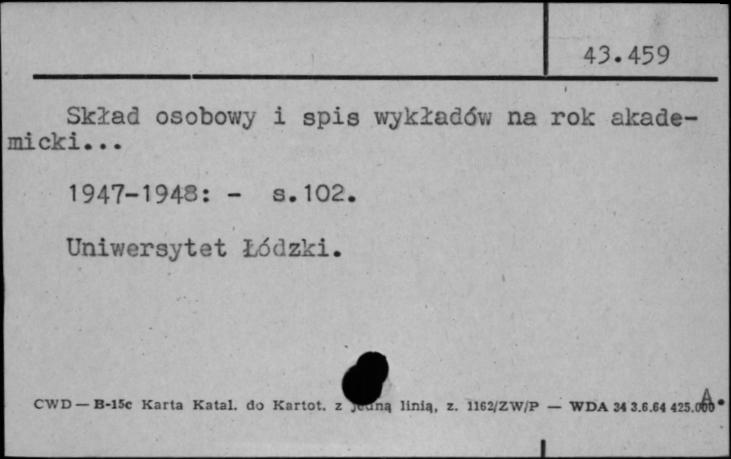 43.459
Skład osobowy i spis wykładów na rok akade-
micki...
1947-1948: - s.102.
Uniwersytet Łódzki.
CWD — B-15c Karta Katal. do Kartot. z jedną linią, z. 1162/ZW/P — WDA 34 3.6.64 425.000
A.